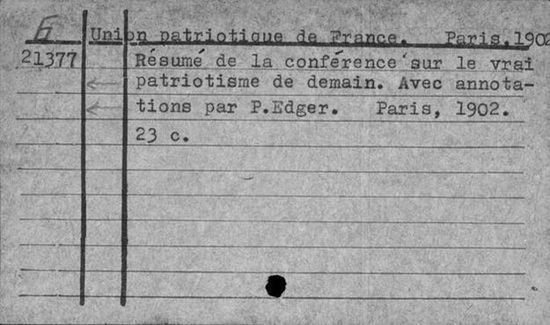 Б
Union patriotique de France. Paris,1902
21377 Résumé de la conférence sur le vrai
patriotisme de demain. Avec annota-
tions par P.Edger. Paris, 1902.
23 c.